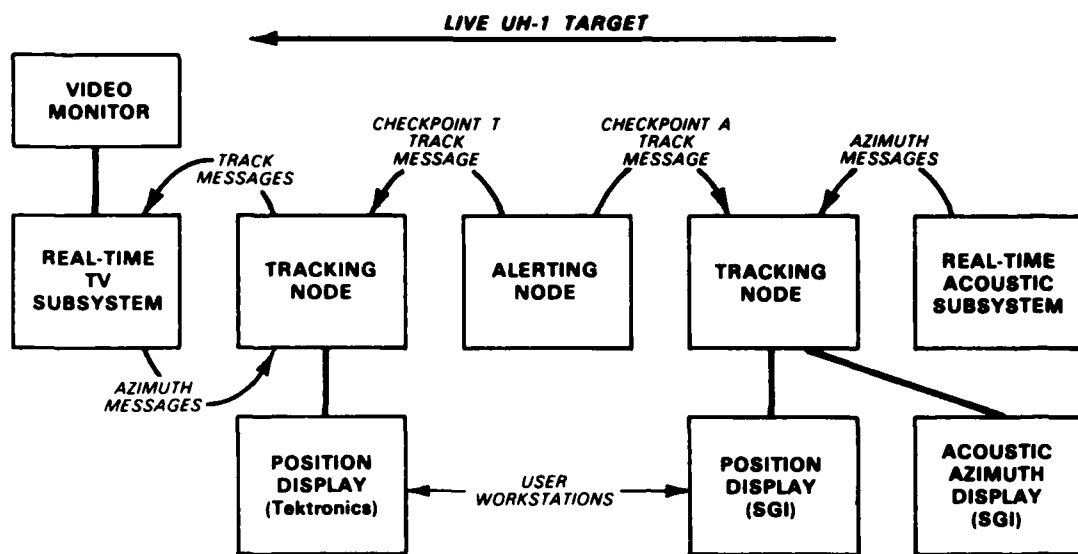 LIVE UH-1 TARGET
VIDEO
MONITOR
TRACK
MESSAGES
CHECKPOINT T
TRACK
MESSAGE
CHECKPOINT A
TRACK
MESSAGE
AZIMUTH
MESSAGES
REAL-TIME
TV
SUBSYSTEM
TRACKING
NODE
ALERTING
NODE
TRACKING
NODE
REAL-TIME
ACOUSTIC
SUBSYSTEM
AZIMUTH
MESSAGES
POSITION
DISPLAY
(Tektronics)
USER
WORKSTATIONS
POSITION
DISPLAY
(SGI)
ACOUSTIC
AZIMUTH
DISPLAY
(SGI)